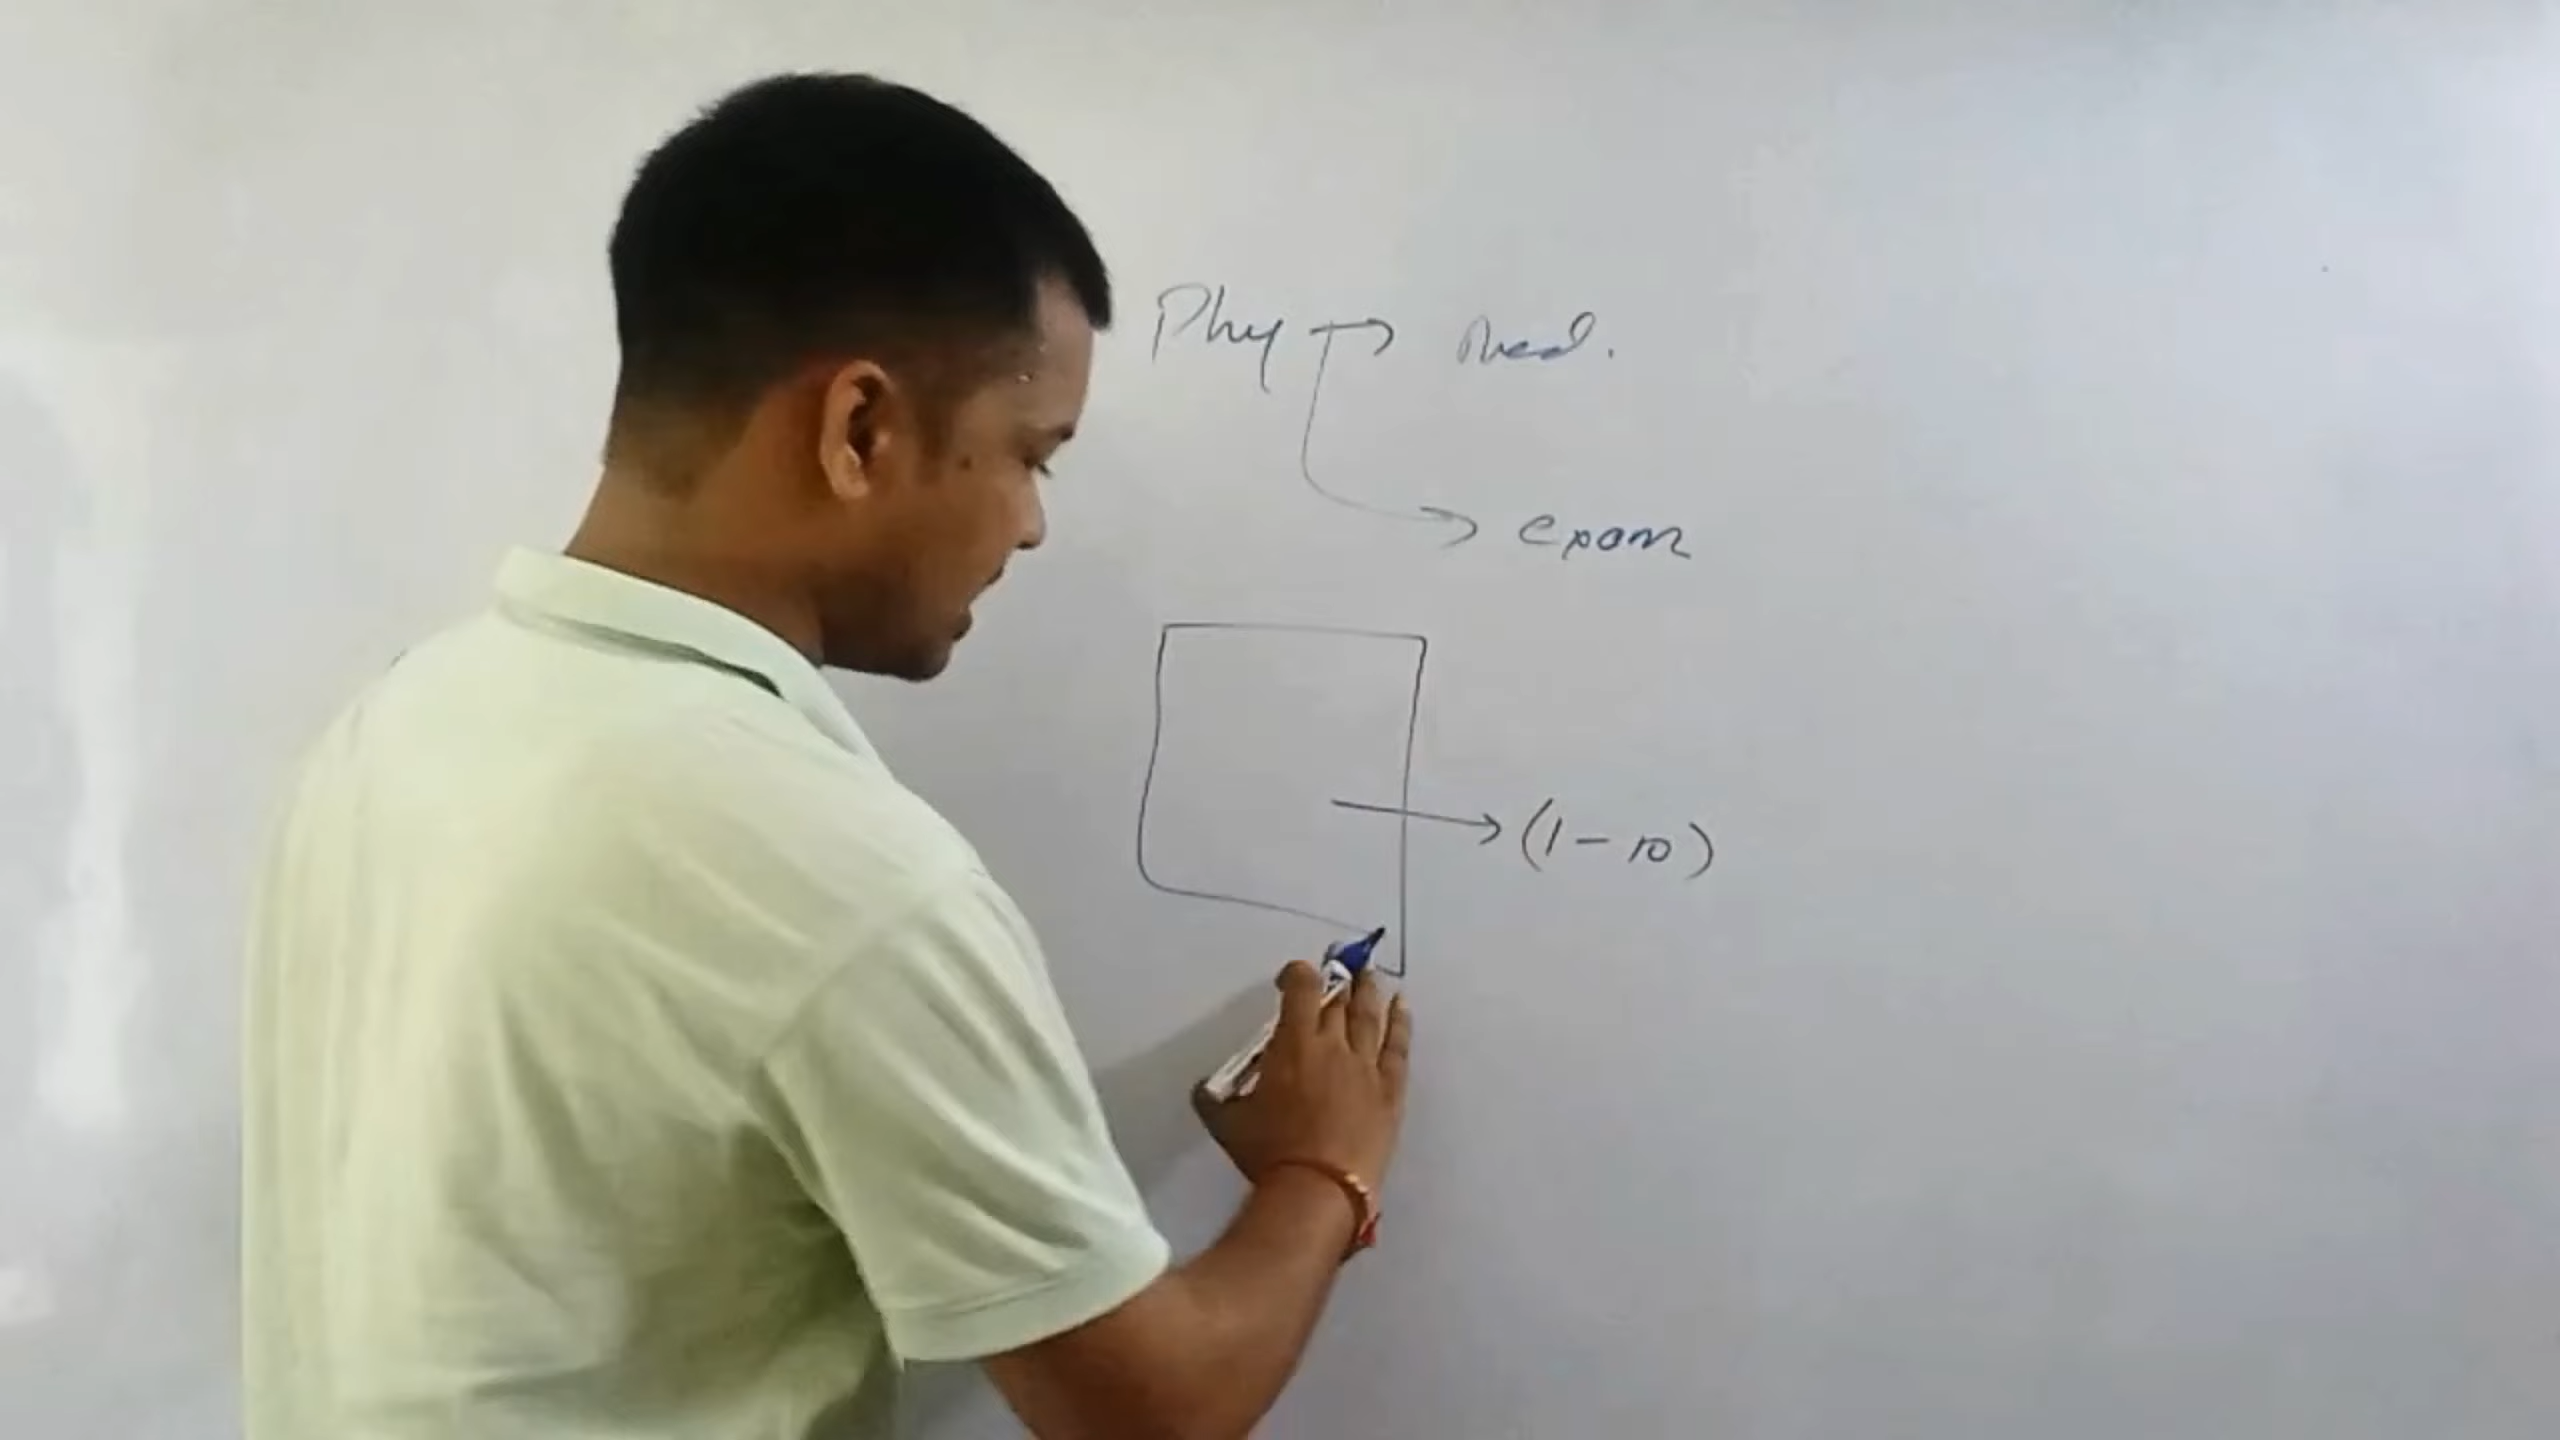 Phy → Med.
→ exam
→ (1-10)